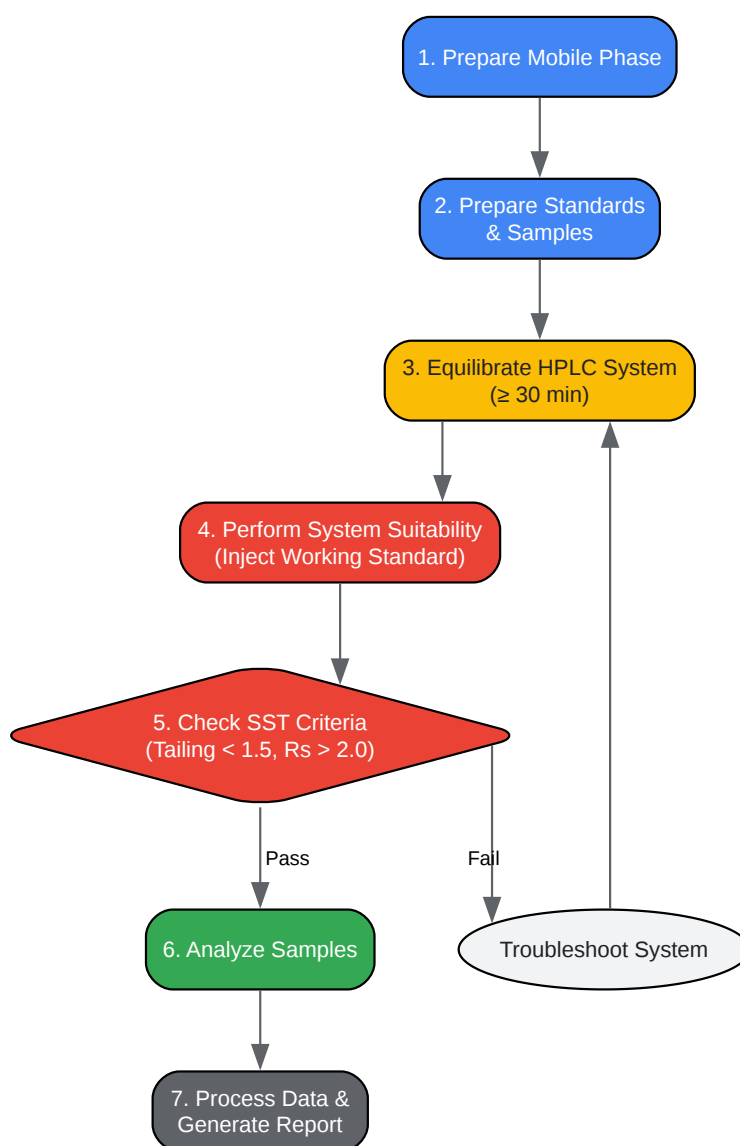 1. Prepare Mobile Phase
2. Prepare Standards
& Samples
3. Equilibrate HPLC System
(≥ 30 min)
4. Perform System Suitability
(Inject Working Standard)
5. Check SST Criteria
(Tailing < 1.5, Rs > 2.0)
Pass
Fail
6. Analyze Samples
Troubleshoot System
7. Process Data &
Generate Report